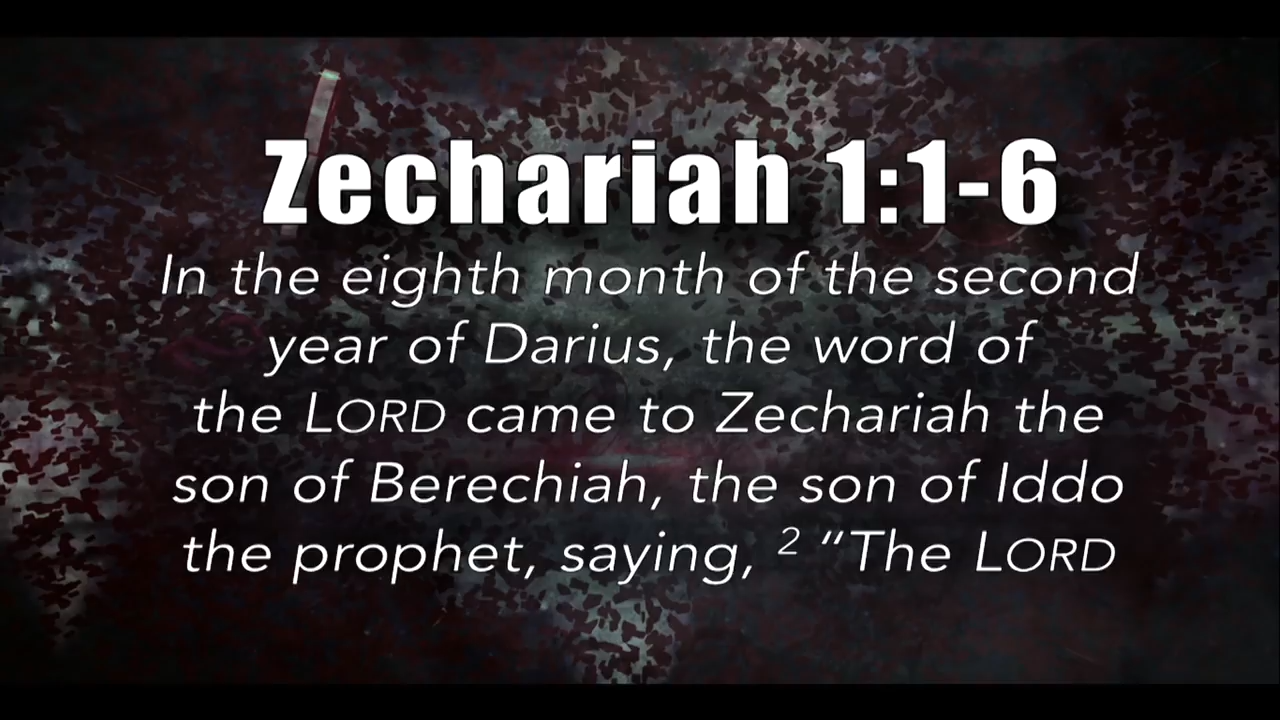 Zechariah 1:1-6
In the eighth month of the second
year of Darius, the word of
the LORD came to Zechariah the
son of Berechiah, the son of Iddo
the prophet, saying, ² “The LORD